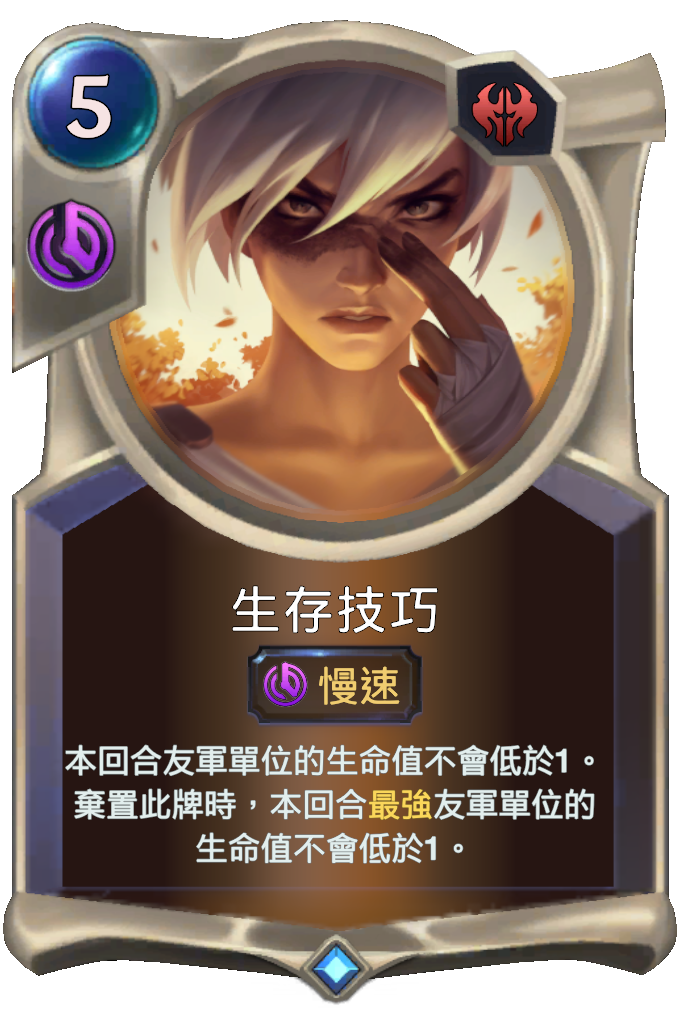 5
生存技巧
慢速
本回合友軍單位的生命值不會低於1。
棄置此牌時，本回合最強友軍單位的
生命值不會低於1。